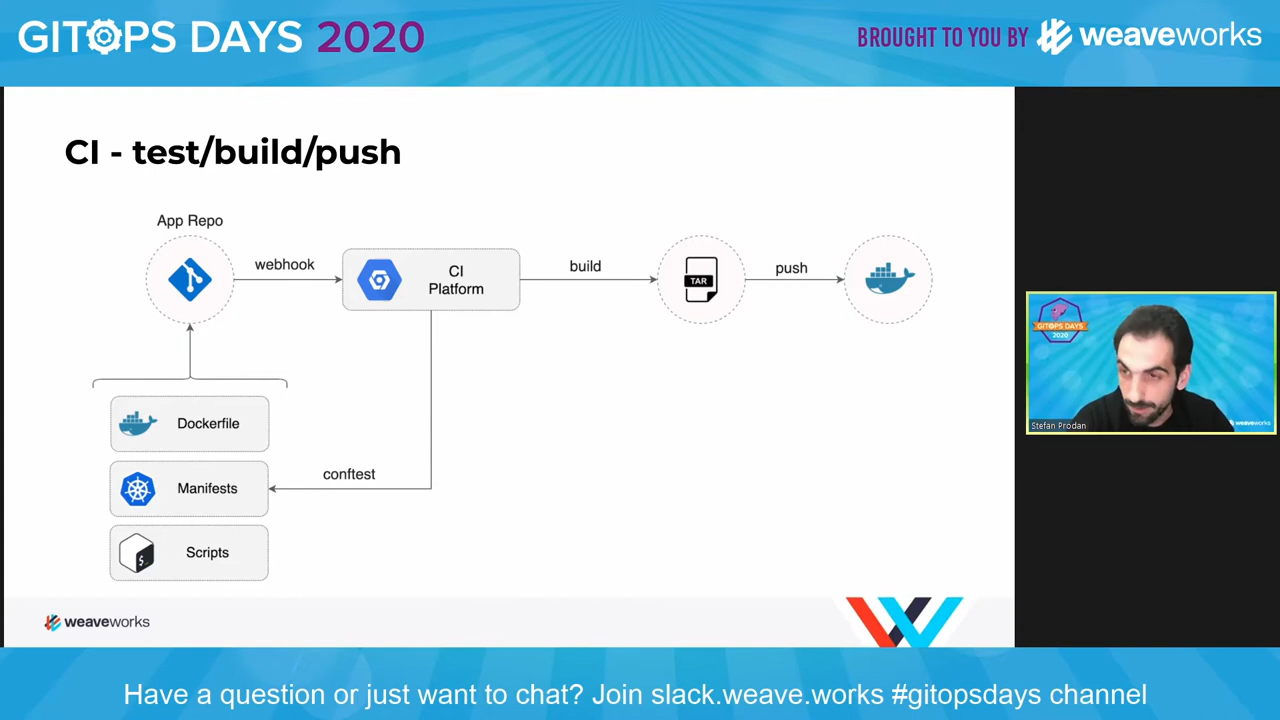 GITOPS DAYS 2020
BROUGHT TO YOU BY weaveworks
CI - test/build/push
App Repo
webhook
CI
Platform
build
TAR
push
Dockerfile
Manifests
conftest
Scripts
$_
GITOPS DAYS
2020
Stefan Prodan
weaveworks
weaveworks
Have a question or just want to chat? Join slack.weave.works #gitopsdays channel